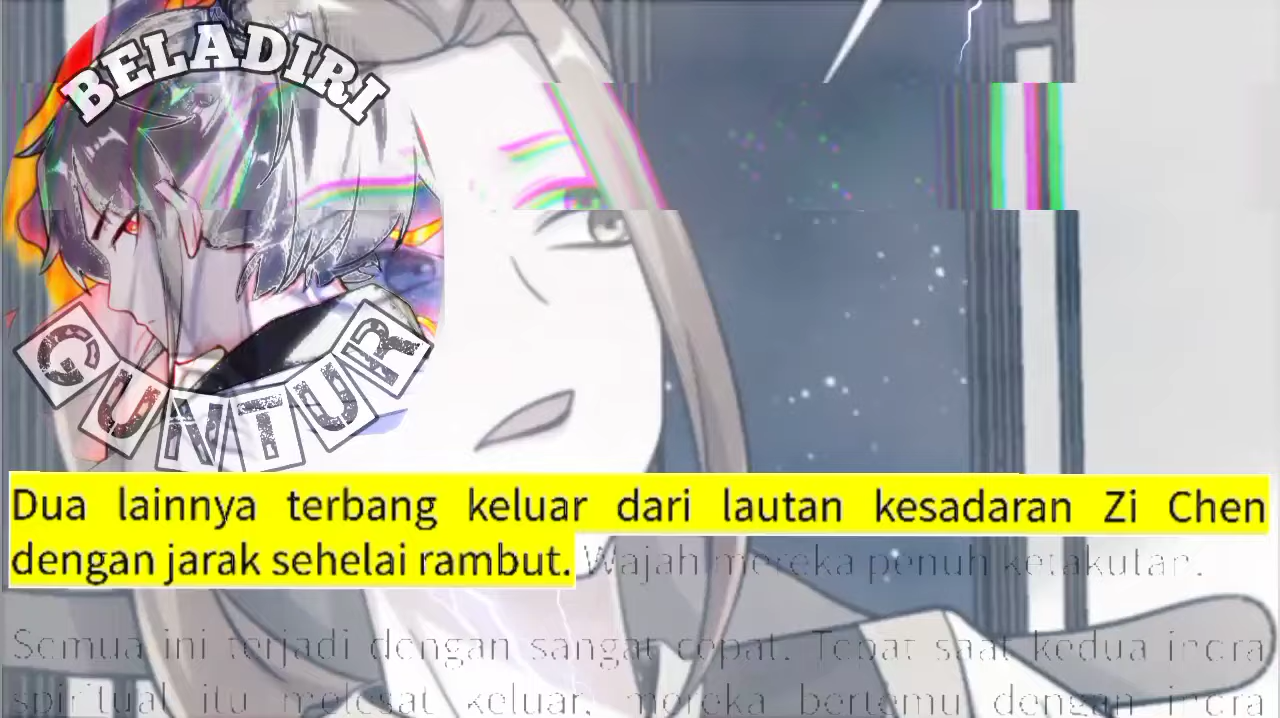 BELADIRI
GUNTUR
Dua lainnya terbang keluar dari lautan kesadaran Zi Chen
dengan jarak sehelai rambut. Wajah mereka penuh ketakutan.
Semua ini terjadi dengan sangat cepat. Tepat saat kedua indra
spiritual itu melesat keluar, mereka bertemu dengan indra